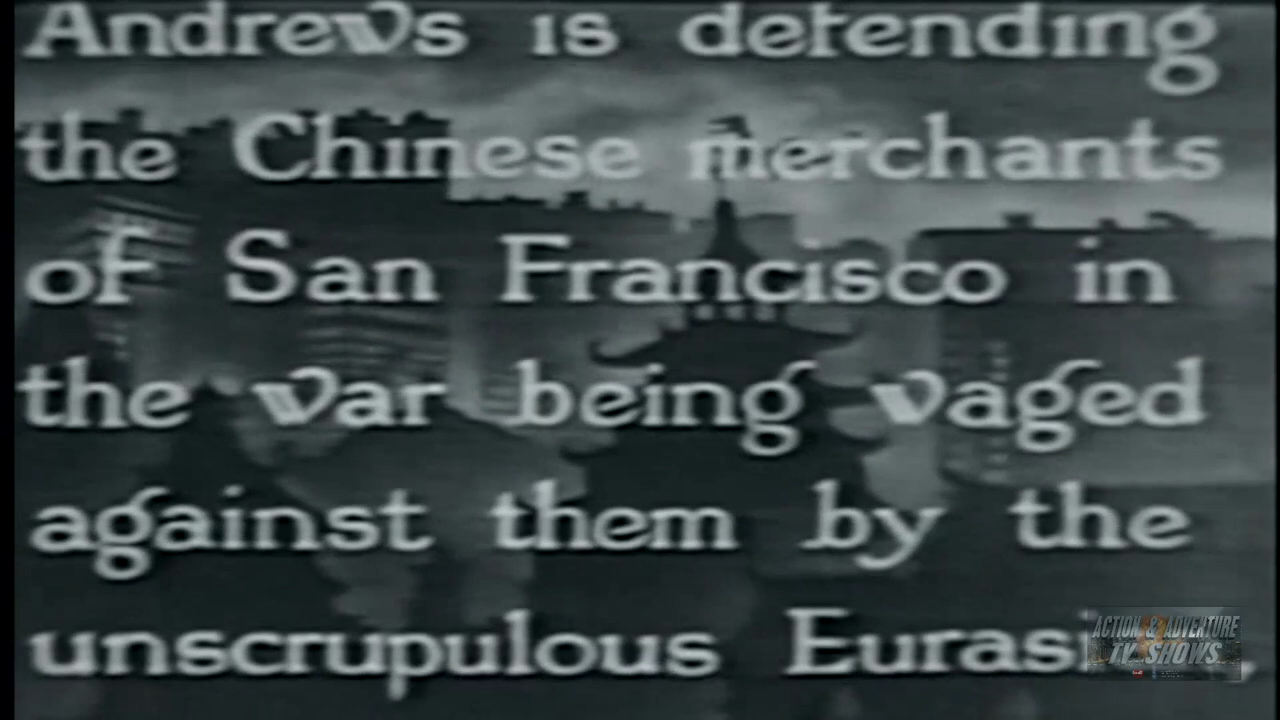 Andrews is defending
the Chinese merchants
of San Francisco in
the war being waged
against them by the
unscrupulous
ACTION & ADVENTURE
TV SHOWS